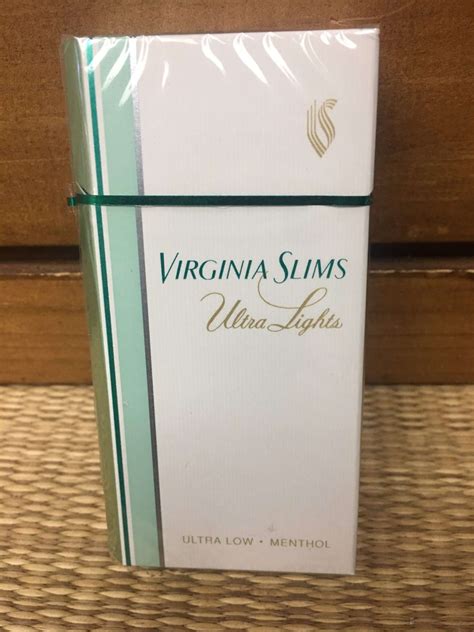 VIRGINIA SLIMS
Ultra Lights
ULTRA LOW • MENTHOL